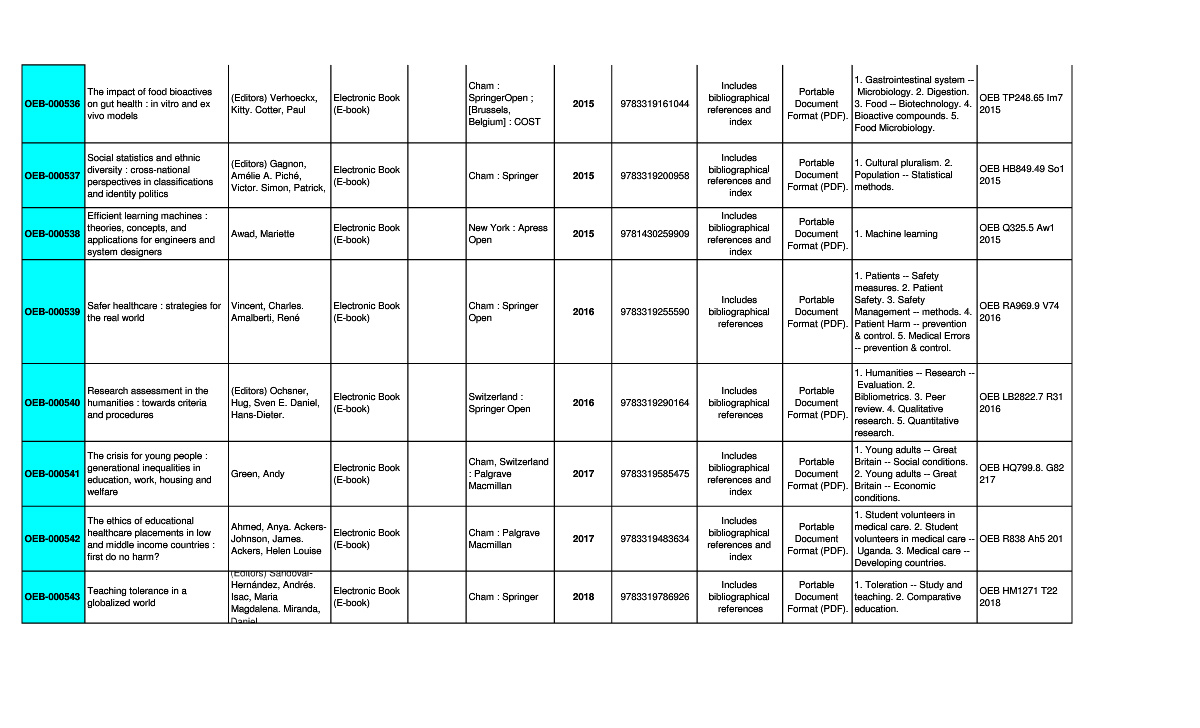 OEB-000536
The impact of food bioactives
on gut health : in vitro and ex
vivo models
(Editors) Verhoeckx,
Kitty. Cotter, Paul
Electronic Book
(E-book)
Cham :
SpringerOpen ;
[Brussels,
Belgium] : COST
2015
9783319161044
Includes
bibliographical
references and
index
Portable
Document
Format (PDF).
1. Gastrointestinal system --
Microbiology. 2. Digestion.
3. Food -- Biotechnology. 4.
Bioactive compounds. 5.
Food Microbiology.
OEB TP248.65 Im7
2015
OEB-000537
Social statistics and ethnic
diversity : cross-national
perspectives in classifications
and identity politics
(Editors) Gagnon,
Amélie A. Piché,
Victor. Simon, Patrick,
Electronic Book
(E-book)
Cham : Springer
2015
9783319200958
Includes
bibliographical
references and
index
Portable
Document
Format (PDF).
1. Cultural pluralism. 2.
Population -- Statistical
methods.
OEB HB849.49 So1
2015
OEB-000538
Efficient learning machines :
theories, concepts, and
applications for engineers and
system designers
Awad, Mariette
Electronic Book
(E-book)
New York : Apress
Open
2015
9781430259909
Includes
bibliographical
references and
index
Portable
Document
Format (PDF).
1. Machine learning
OEB Q325.5 Aw1
2015
OEB-000539
Safer healthcare : strategies for
the real world
Vincent, Charles.
Amalberti, René
Electronic Book
(E-book)
Cham : Springer
Open
2016
9783319255590
Includes
bibliographical
references
Portable
Document
Format (PDF).
1. Patients -- Safety
measures. 2. Patient
Safety. 3. Safety
Management -- methods. 4.
Patient Harm -- prevention
& control. 5. Medical Errors
-- prevention & control.
OEB RA969.9 V74
2016
OEB-000540
Research assessment in the
humanities : towards criteria
and procedures
(Editors) Ochsner,
Hug, Sven E. Daniel,
Hans-Dieter.
Electronic Book
(E-book)
Switzerland :
Springer Open
2016
9783319290164
Includes
bibliographical
references
Portable
Document
Format (PDF).
1. Humanities -- Research --
Evaluation. 2.
Bibliometrics. 3. Peer
review. 4. Qualitative
research. 5. Quantitative
research.
OEB LB2822.7 R31
2016
OEB-000541
The crisis for young people :
generational inequalities in
education, work, housing and
welfare
Green, Andy
Electronic Book
(E-book)
Cham, Switzerland
: Palgrave
Macmillan
2017
9783319585475
Includes
bibliographical
references and
index
Portable
Document
Format (PDF).
1. Young adults -- Great
Britain -- Social conditions.
2. Young adults -- Great
Britain -- Economic
conditions.
OEB HQ799.8. G82
217
OEB-000542
The ethics of educational
healthcare placements in low
and middle income countries :
first do no harm?
Ahmed, Anya. Ackers-
Johnson, James.
Ackers, Helen Louise
Electronic Book
(E-book)
Cham : Palgrave
Macmillan
2017
9783319483634
Includes
bibliographical
references and
index
Portable
Document
Format (PDF).
1. Student volunteers in
medical care. 2. Student
volunteers in medical care --
Uganda. 3. Medical care --
Developing countries.
OEB R838 Ah5 201
OEB-000543
Teaching tolerance in a
globalized world
(Editors) Sandoval-
Hernández, Andrés.
Isac, Maria
Magdalena. Miranda,
Daniel
Electronic Book
(E-book)
Cham : Springer
2018
9783319786926
Includes
bibliographical
references
Portable
Document
Format (PDF).
1. Toleration -- Study and
teaching. 2. Comparative
education.
OEB HM1271 T22
2018